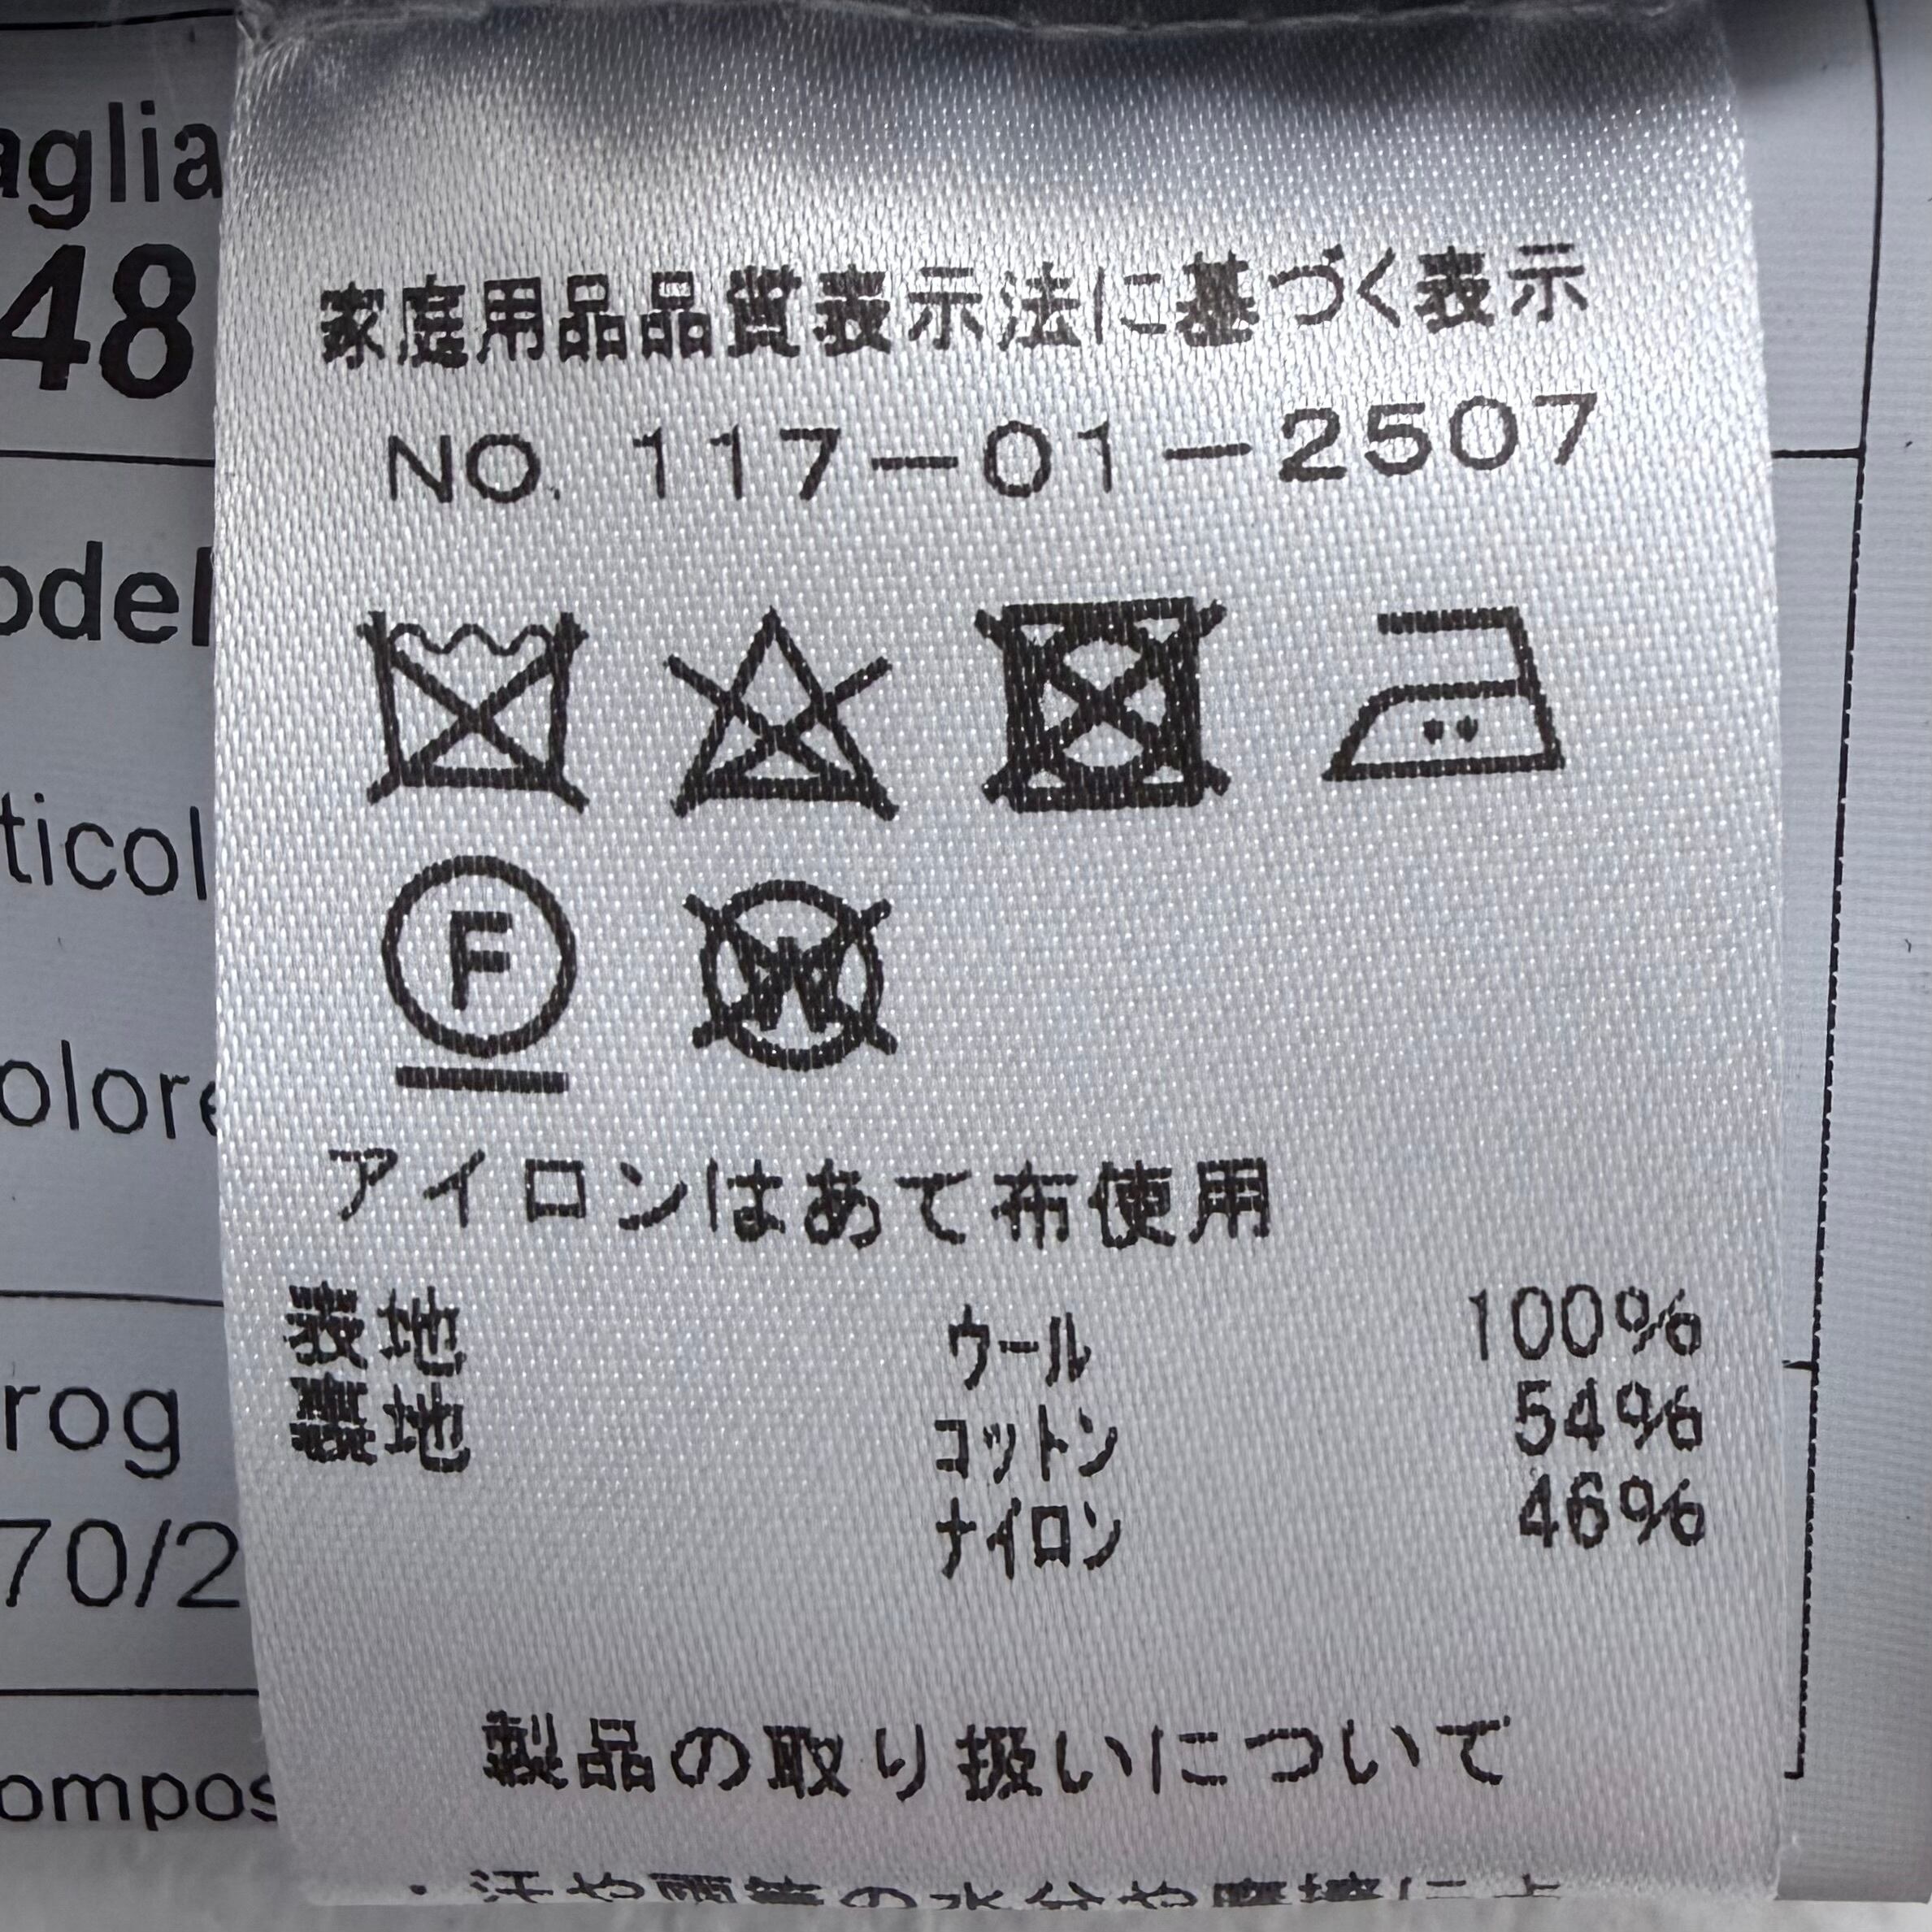 家庭用品品質表示法に基づく表示
NO. 117-01-2507
F
W
アイロンはあて布使用
表地 ウール 100%
裏地 コットン 54%
ナイロン 46%
製品の取り扱いについて
aglia
48
odel
ticol
olore
rog
70/2
ompos